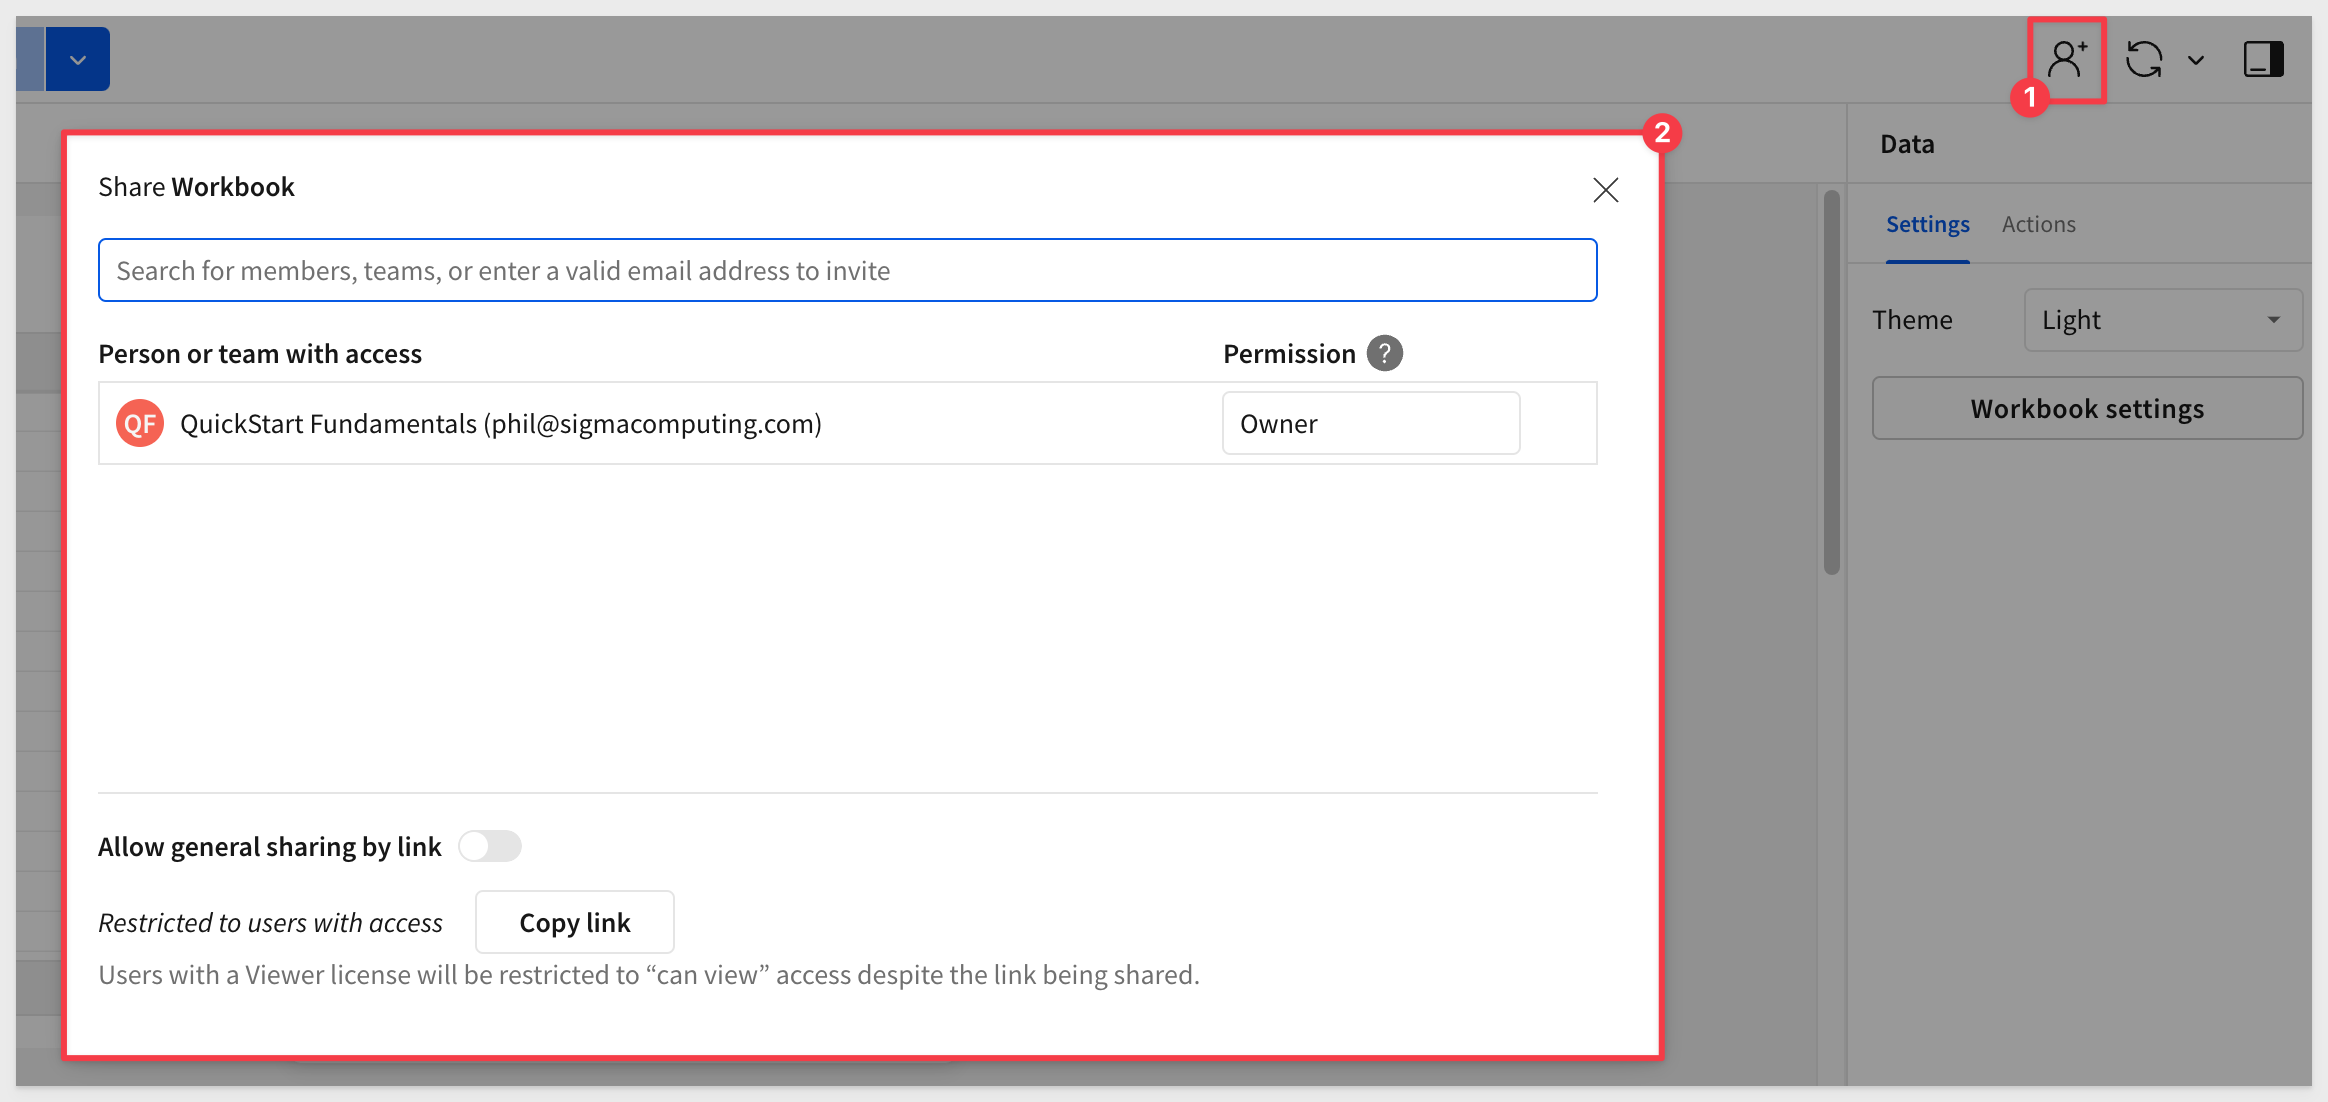 1
2
Share Workbook
Search for members, teams, or enter a valid email address to invite
Person or team with access Permission ?
QF QuickStart Fundamentals (phil@sigmacomputing.com) Owner
Allow general sharing by link
Restricted to users with access Copy link
Users with a Viewer license will be restricted to “can view” access despite the link being shared.
Data
Settings Actions
Theme Light
Workbook settings